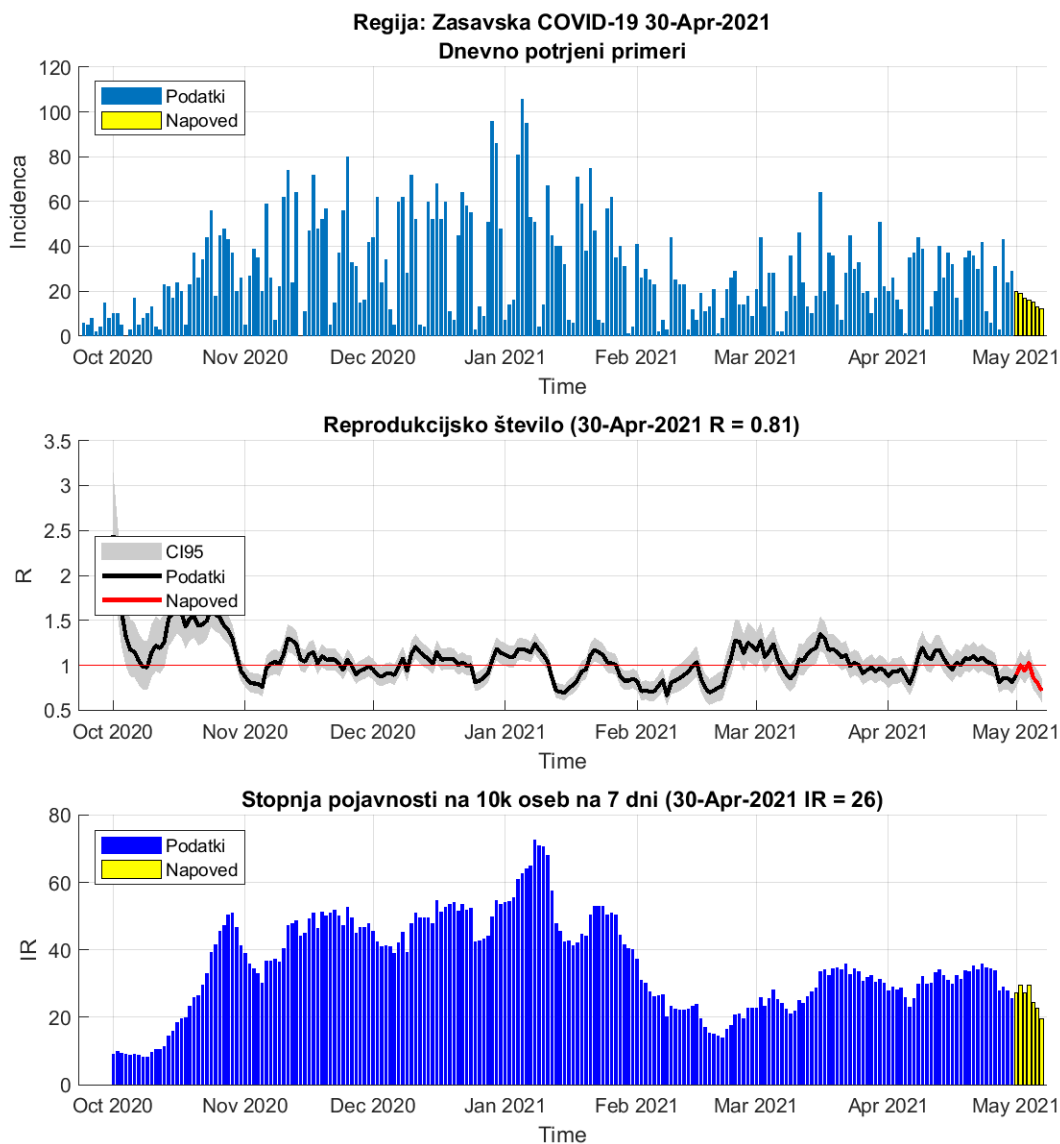 Regija: Zasavska COVID-19 30-Apr-2021
Dnevno potrjeni primeri
120
100
80
60
40
20
0
Incidenca
Podatki
Napoved
Oct 2020 Nov 2020 Dec 2020 Jan 2021 Feb 2021 Mar 2021 Apr 2021 May 2021
Time
Reprodukcijsko število (30-Apr-2021 R = 0.81)
3.5
3
2.5
2
1.5
1
0.5
R
CI95
Podatki
Napoved
Oct 2020 Nov 2020 Dec 2020 Jan 2021 Feb 2021 Mar 2021 Apr 2021 May 2021
Time
Stopnja pojavnosti na 10k oseb na 7 dni (30-Apr-2021 IR = 26)
80
60
40
20
0
IR
Podatki
Napoved
Oct 2020 Nov 2020 Dec 2020 Jan 2021 Feb 2021 Mar 2021 Apr 2021 May 2021
Time